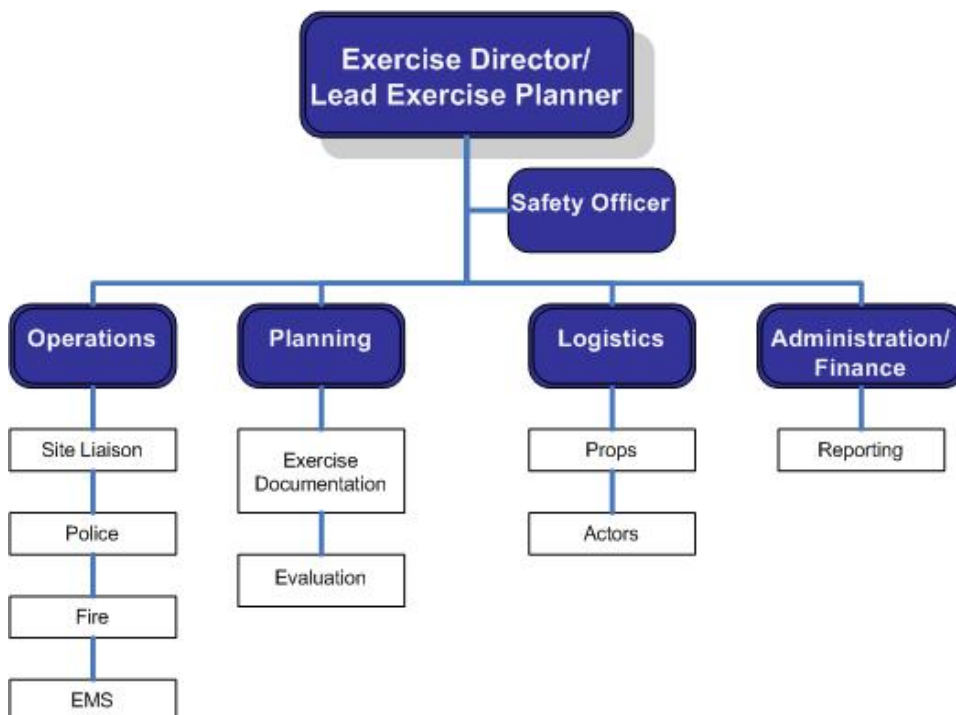 Exercise Director/
Lead Exercise Planner
Safety Officer
Operations
Planning
Logistics
Administration/
Finance
Site Liaison
Police
Fire
EMS
Exercise
Documentation
Evaluation
Props
Actors
Reporting